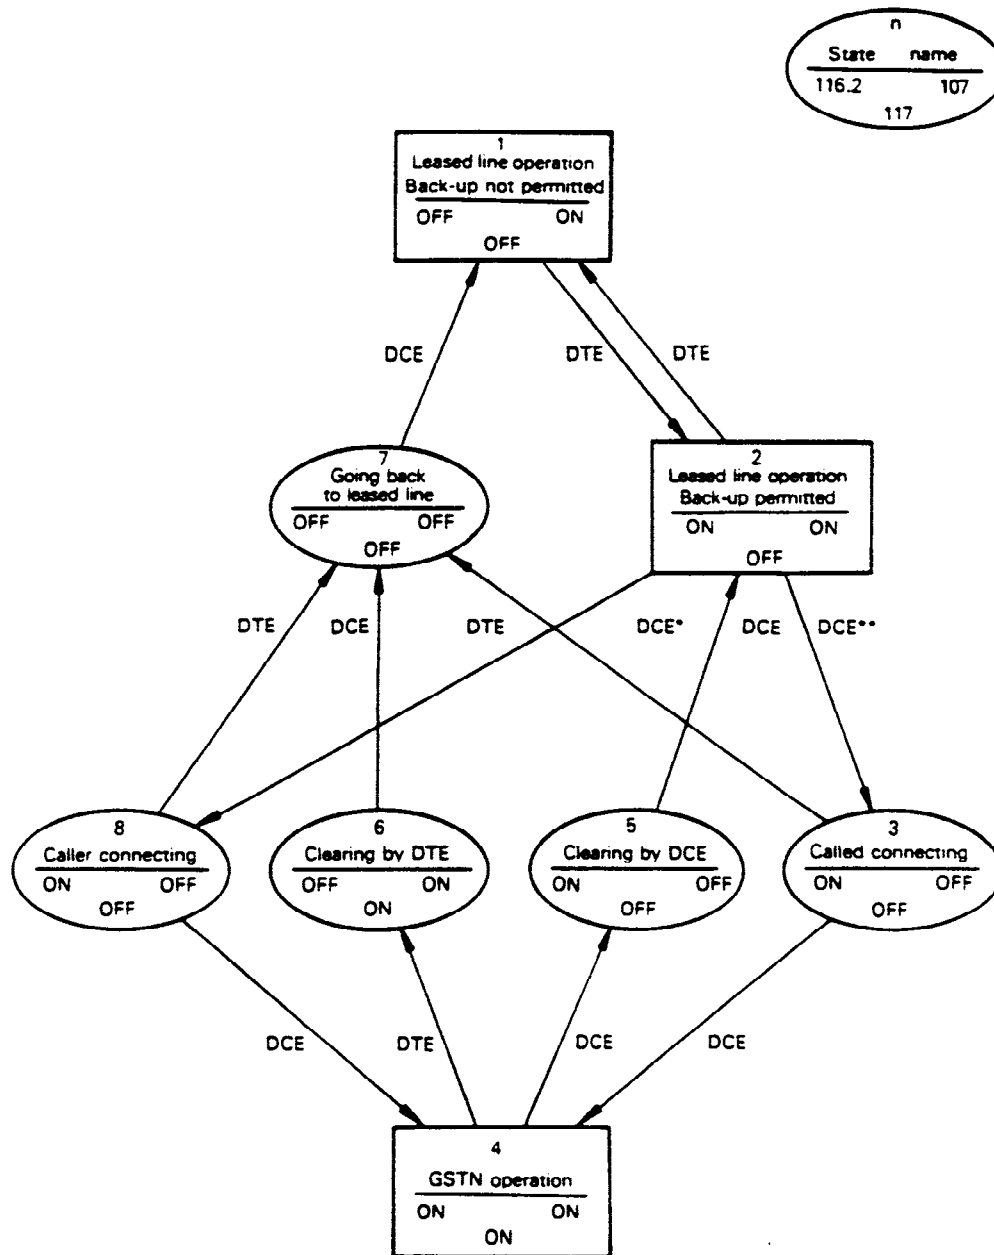 n
State name
116.2 107
117
1
Leased line operation
Back-up not permitted
OFF ON
OFF
DCE DTE DTE
7
Going back
to leased line
OFF OFF
OFF
2
Leased line operation
Back-up permitted
ON ON
OFF
DTE DCE DTE DCE* DCE DCE**
8
Caller connecting
ON OFF
OFF
6
Clearing by DTE
OFF ON
ON
5
Clearing by DCE
ON OFF
OFF
3
Called connecting
ON OFF
OFF
DCE DTE DCE DCE
4
GSTN operation
ON ON
ON